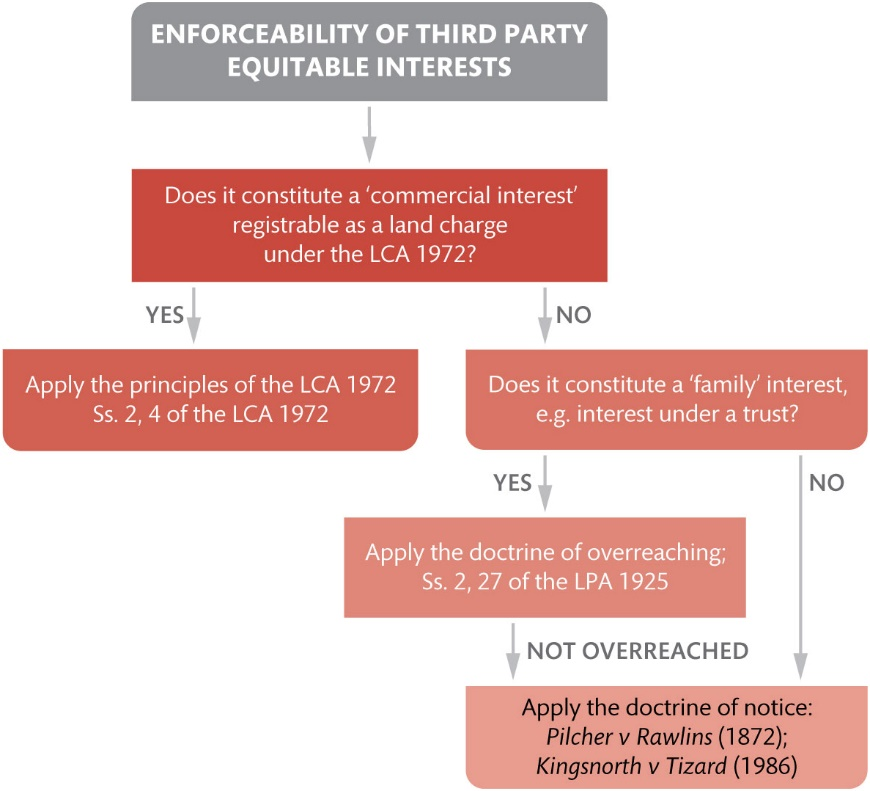 ENFORCEABILITY OF THIRD PARTY
EQUITABLE INTERESTS
Does it constitute a ‘commercial interest’
registrable as a land charge
under the LCA 1972?
YES
NO
Apply the principles of the LCA 1972
Ss. 2, 4 of the LCA 1972
Does it constitute a ‘family’ interest,
e.g. interest under a trust?
YES
NO
Apply the doctrine of overreaching;
Ss. 2, 27 of the LPA 1925
NOT OVERREACHED
Apply the doctrine of notice:
Pilcher v Rawlins (1872);
Kingsnorth v Tizard (1986)